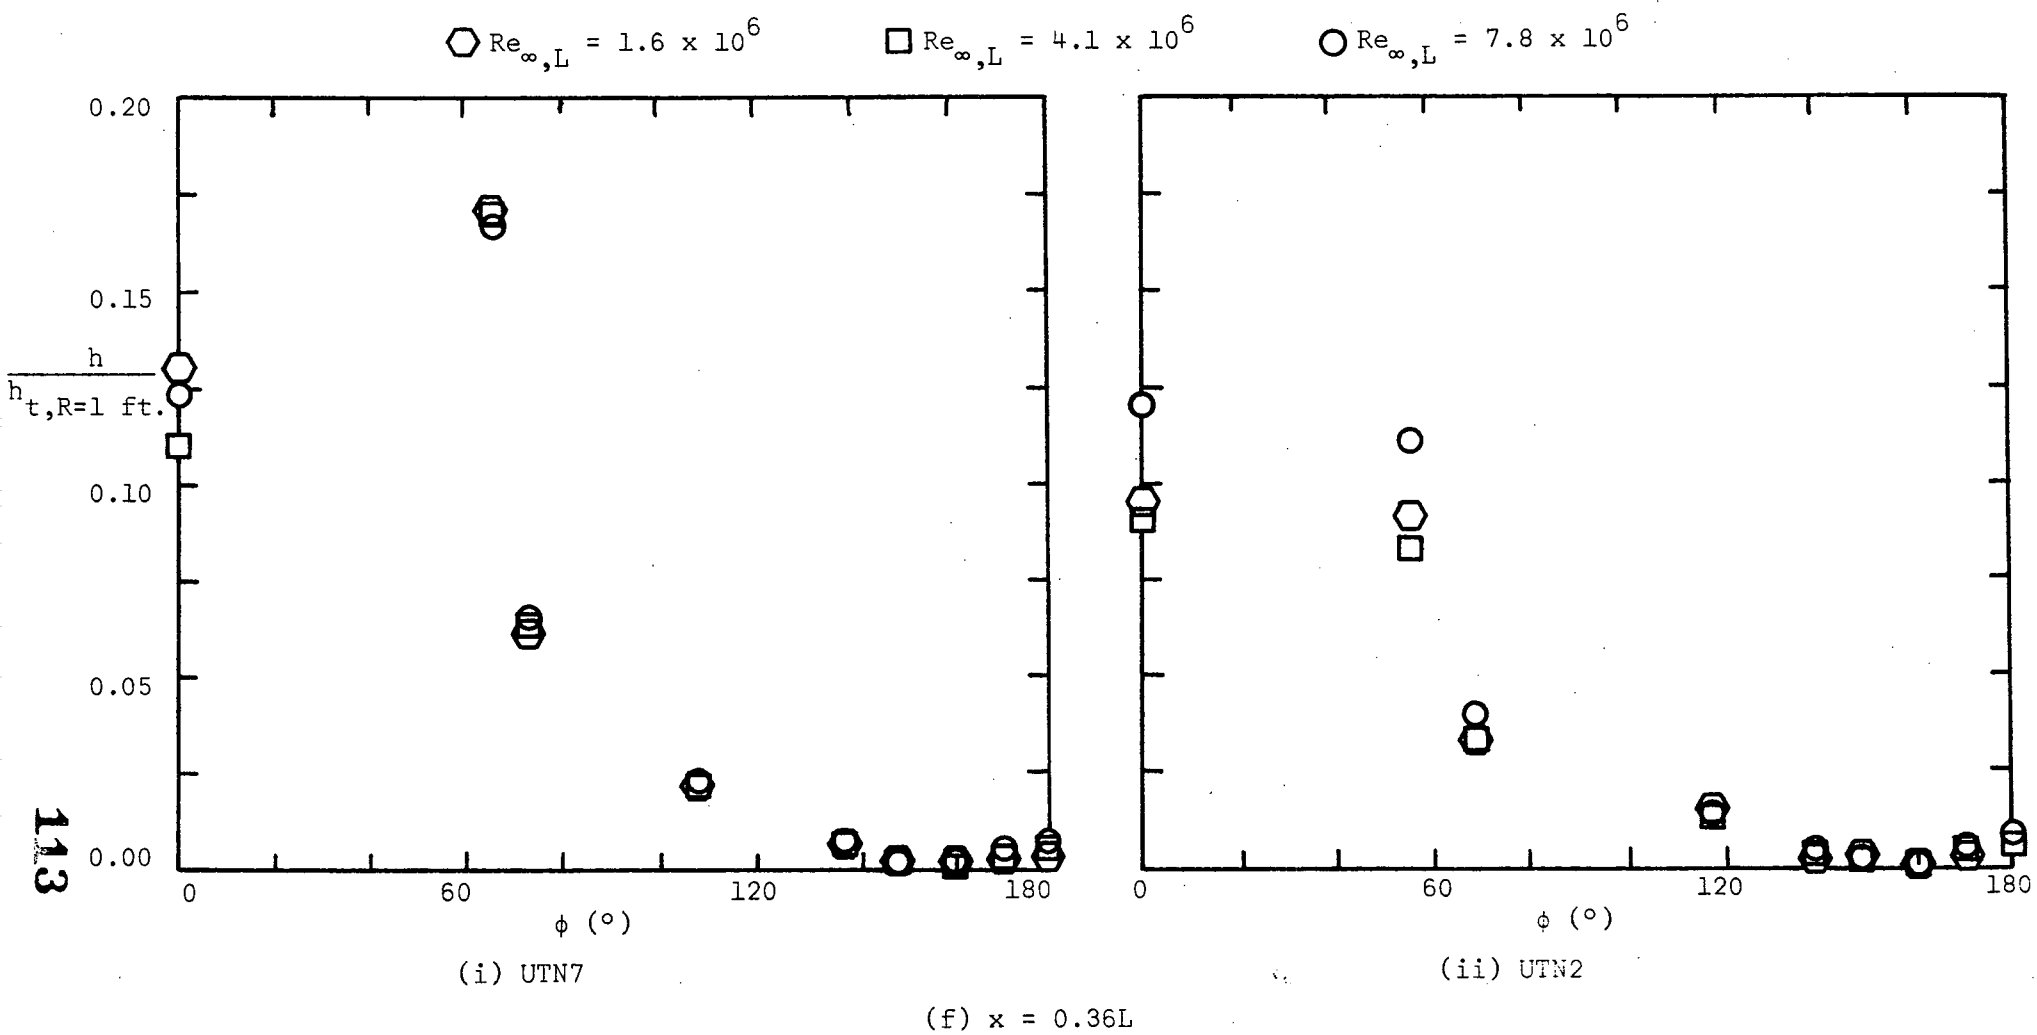 Re∞,L = 1.6 x 10^6 Re∞,L = 4.1 x 10^6 Re∞,L = 7.8 x 10^6
0.20
0.15
h
h t,R=1 ft.
0.10
0.05
0.00
113
0 60 120 180 0 60 120 180
φ (°) φ (°)
(i) UTN7 (ii) UTN2
(f) x = 0.36L